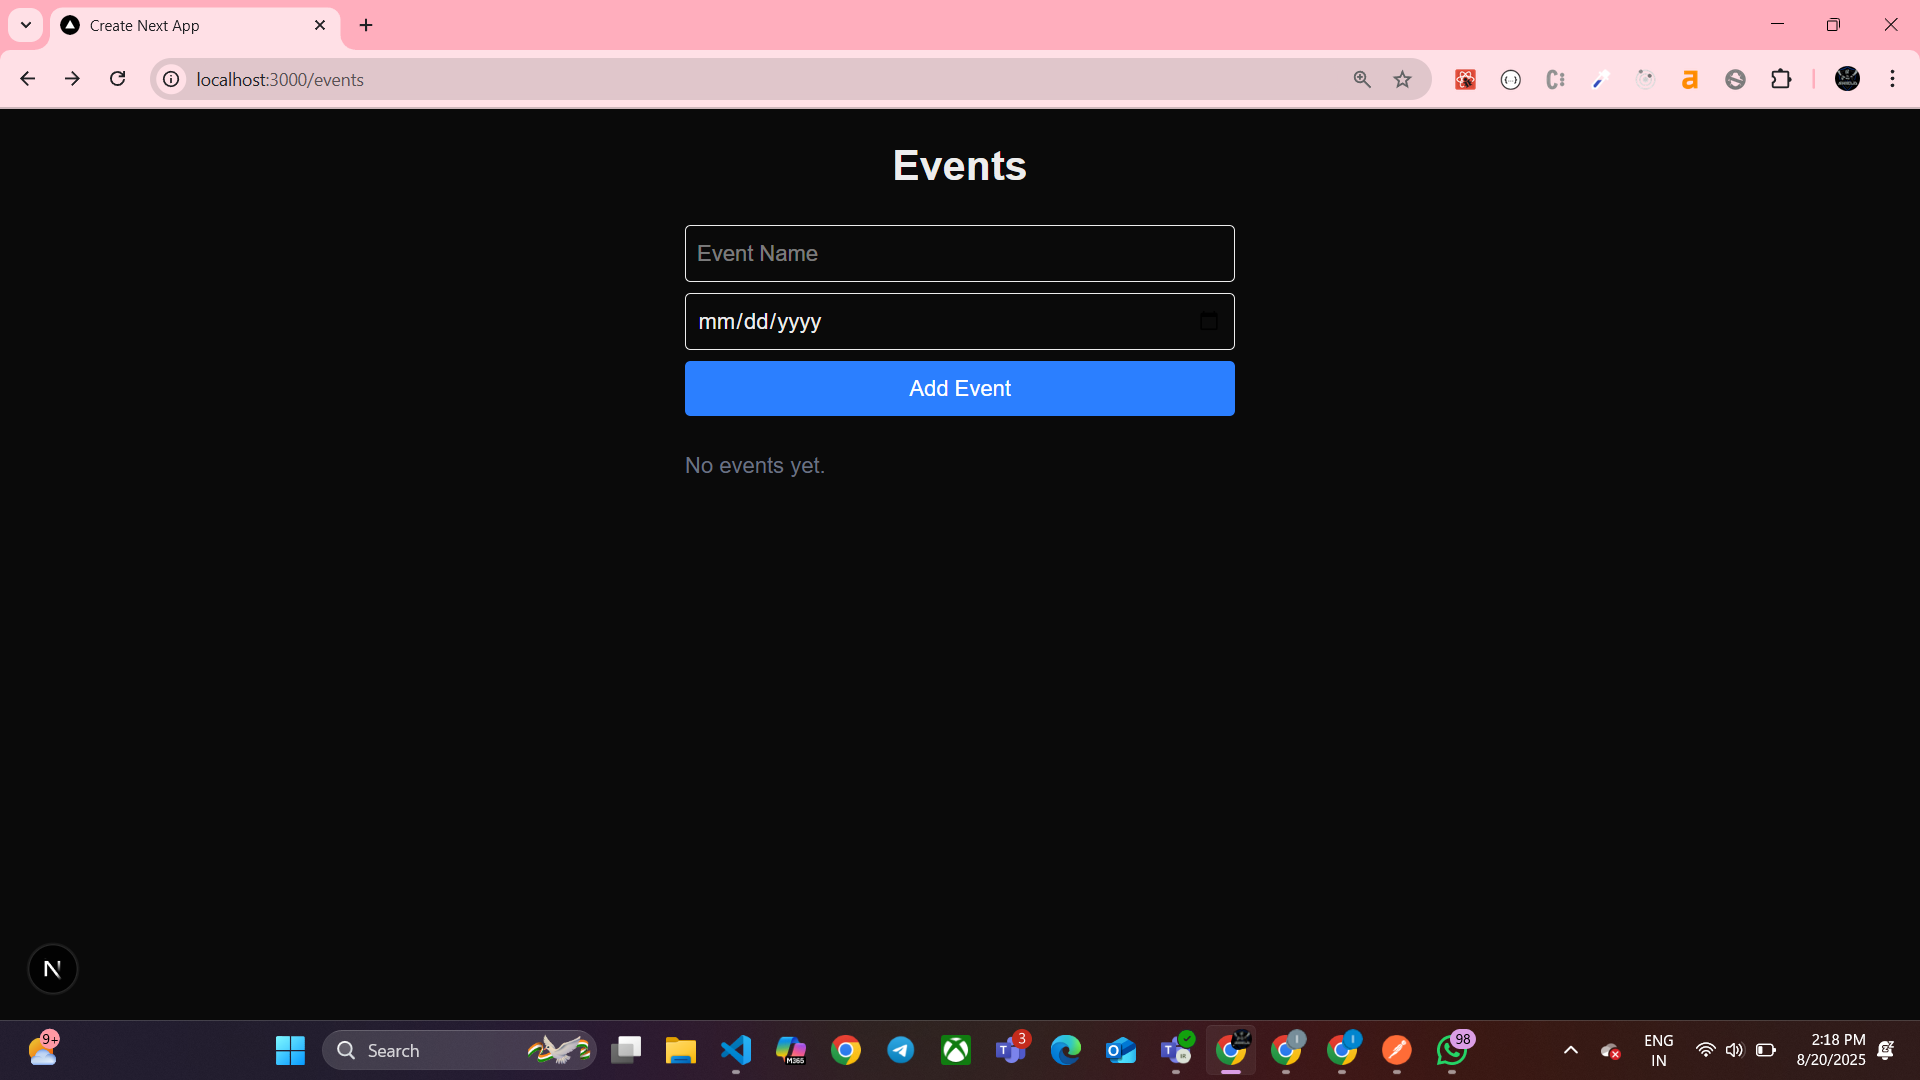 Create Next App
localhost:3000/events
Events
Event Name
mm/dd/yyyy
Add Event
No events yet.
N
9+
Search
M365
3
98
ENG
IN
2:18 PM
8/20/2025